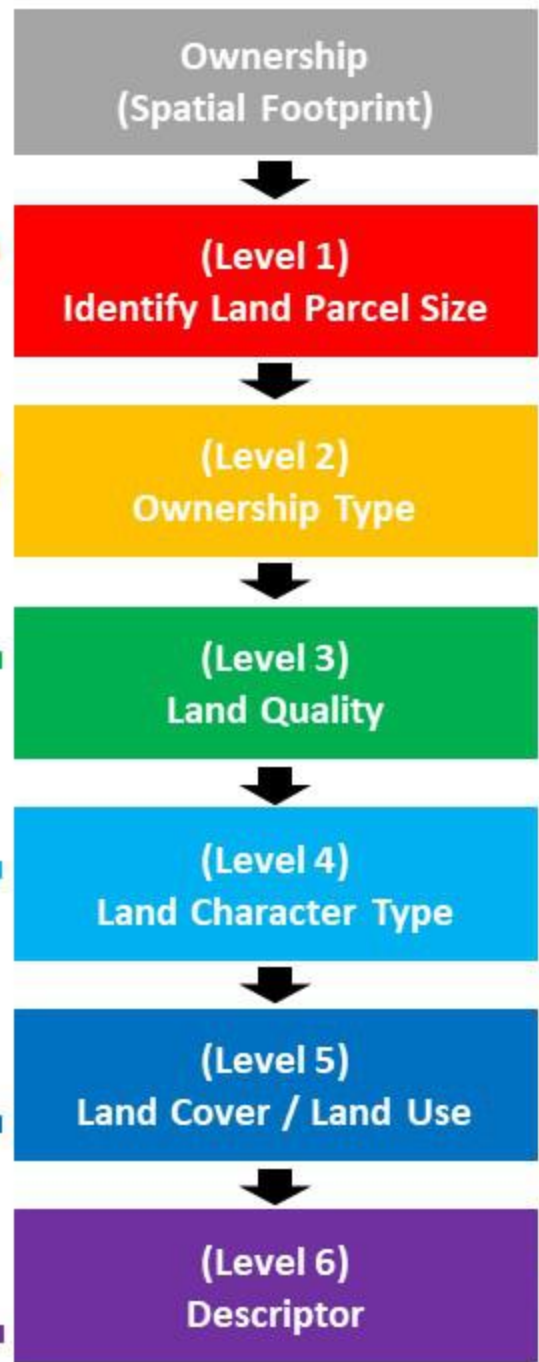 Ownership
(Spatial Footprint)
(Level 1)
Identify Land Parcel Size
(Level 2)
Ownership Type
(Level 3)
Land Quality
(Level 4)
Land Character Type
(Level 5)
Land Cover / Land Use
(Level 6)
Descriptor